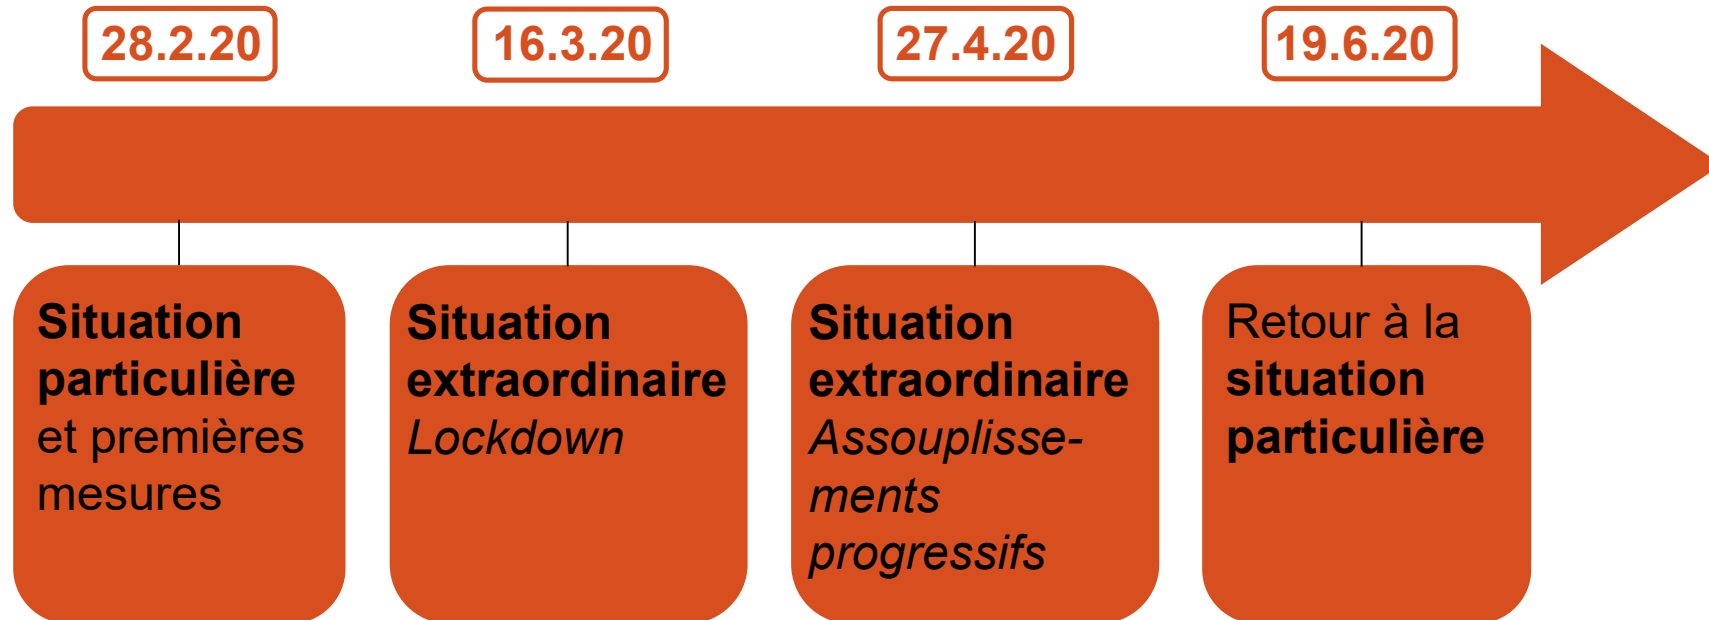 28.2.20
16.3.20
27.4.20
19.6.20
Situation
particulière
et premières
mesures
Situation
extraordinaire
Lockdown
Situation
extraordinaire
Assouplisse-
ments
progressifs
Retour à la
situation
particulière